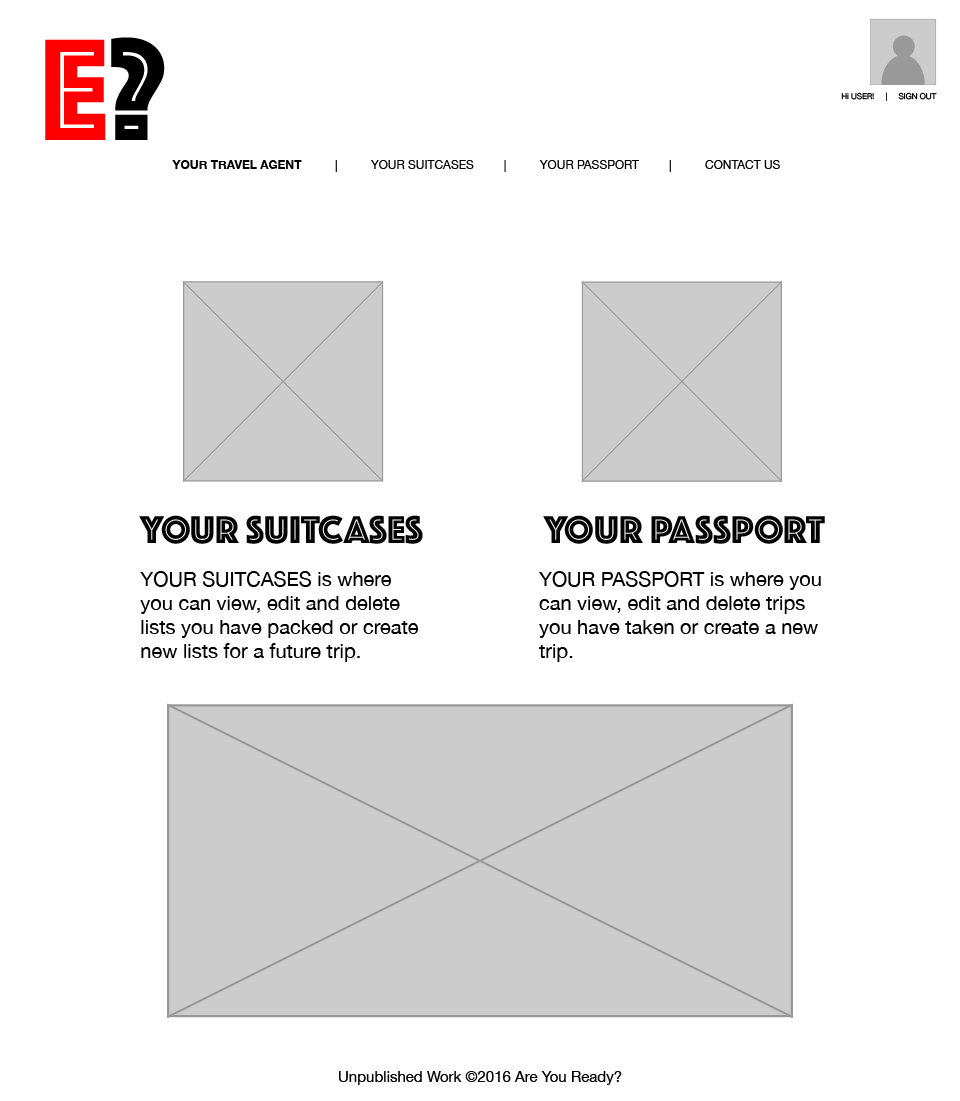 E?
Hi USER! | SIGN OUT
YOUR TRAVEL AGENT | YOUR SUITCASES | YOUR PASSPORT | CONTACT US
YOUR SUITCASES
YOUR SUITCASES is where
you can view, edit and delete
lists you have packed or create
new lists for a future trip.
YOUR PASSPORT
YOUR PASSPORT is where you
can view, edit and delete trips
you have taken or create a new
trip.
Unpublished Work ©2016 Are You Ready?